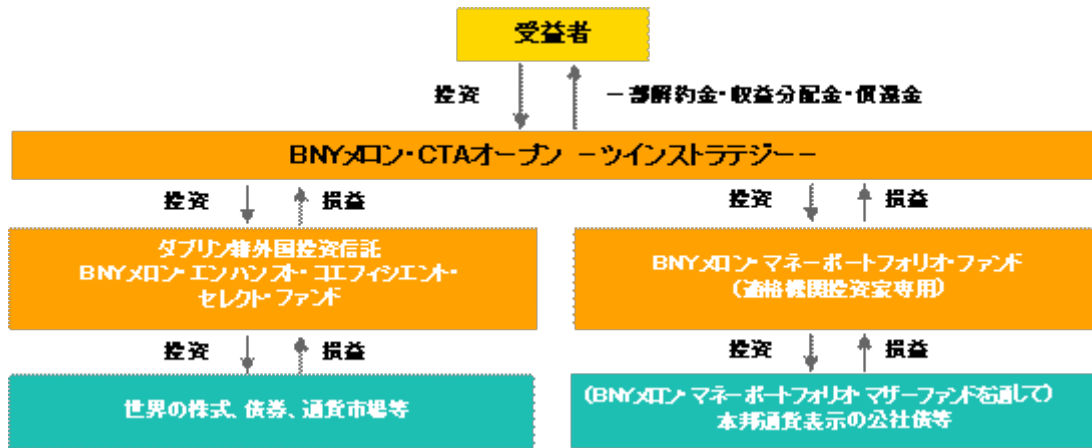 受益者
投資
一部解約金・収益分配金・償還金
BNYメロン・CTAオープン －ツインストラテジー－
投資
損益
投資
損益
ダブリン籍外国投資信託
BNYメロン・エンハンスト・コエフィシエント・
セレクト・ファンド
BNYメロン・マネーポートフォリオ・ファンド
（適格機関投資家専用）
投資
損益
投資
損益
世界の株式、債券、通貨市場等
（BNYメロン・マネーポートフォリオ・マザーファンドを通して）
本邦通貨表示の公社債等